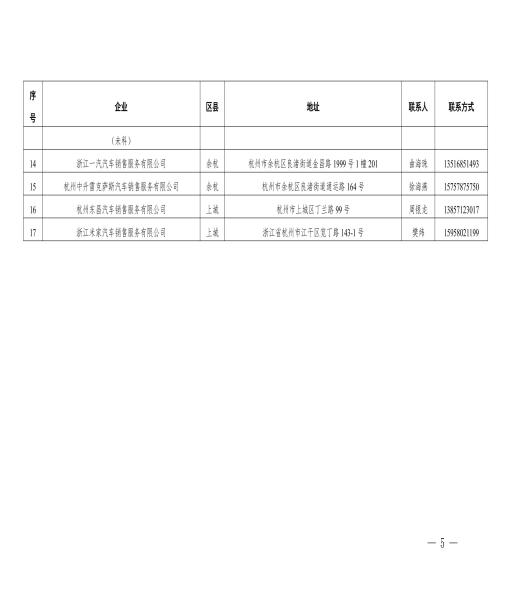 序号 企业 区县 地址 联系人 联系方式
（未科）
14 浙江一汽汽车销售服务有限公司 余杭 杭州市余杭区良渚街道金昌路 1999 号 1 幢 201 曲海珠 13516851493
15 杭州中升雷克萨斯汽车销售服务有限公司 余杭 杭州市余杭区良渚街道通运路 164 号 徐海燕 15757875750
16 杭州东昌汽车销售服务有限公司 上城 杭州市上城区丁兰路 99 号 周银龙 13857123017
17 浙江米家汽车销售服务有限公司 上城 浙江省杭州市江干区笕丁路 143-1 号 樊炜 15958021199
— 5 —